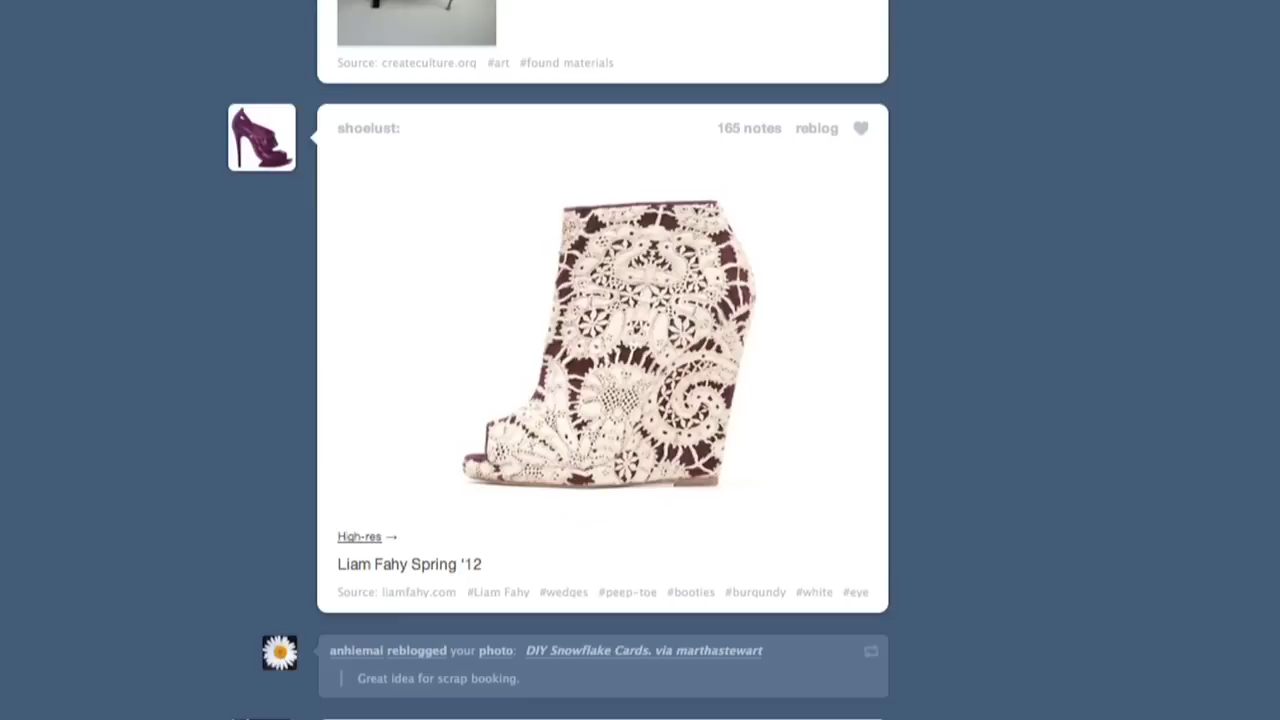 Source: createculture.org #art #found materials
shoelust: 165 notes reblog
High-res →
Liam Fahy Spring '12
Source: liamfahy.com #Liam Fahy #wedges #peep-toe #booties #burgundy #white #eye
anhiemai reblogged your photo: DIY Snowflake Cards. via marthastewart
Great idea for scrap booking.